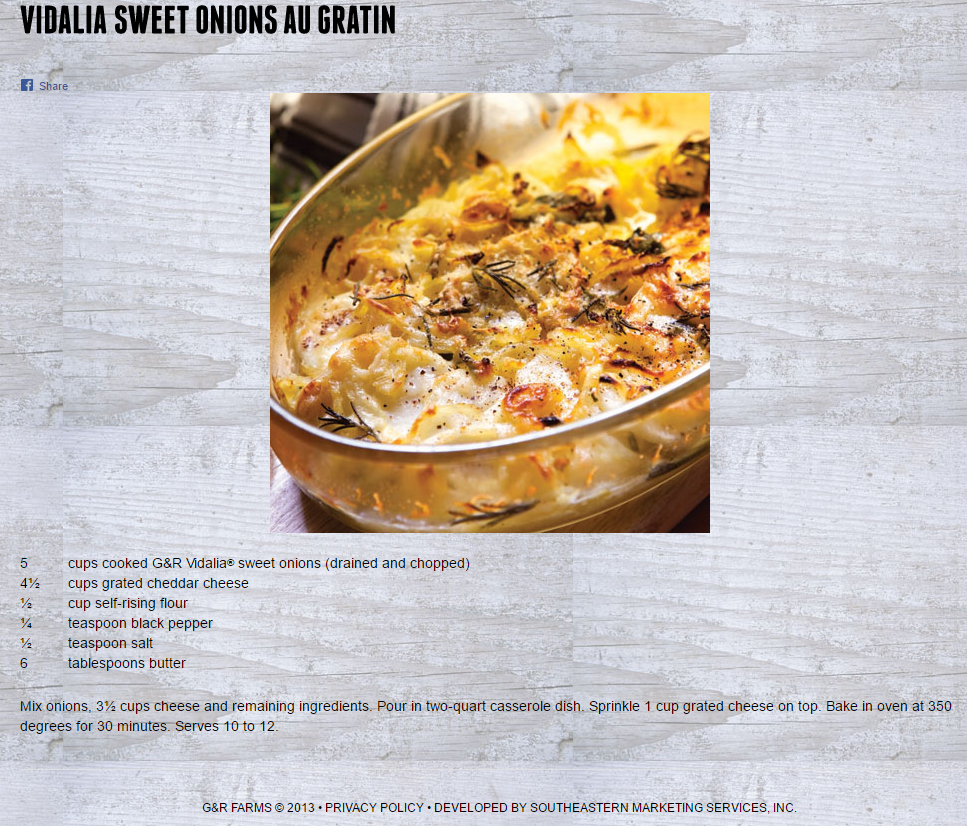 VIDALIA SWEET ONIONS AU GRATIN
Share
5 cups cooked G&R Vidalia® sweet onions (drained and chopped)
4½ cups grated cheddar cheese
½ cup self-rising flour
¼ teaspoon black pepper
½ teaspoon salt
6 tablespoons butter
Mix onions, 3½ cups cheese and remaining ingredients. Pour in two-quart casserole dish. Sprinkle 1 cup grated cheese on top. Bake in oven at 350
degrees for 30 minutes. Serves 10 to 12.
G&R FARMS © 2013 • PRIVACY POLICY • DEVELOPED BY SOUTHEASTERN MARKETING SERVICES, INC.